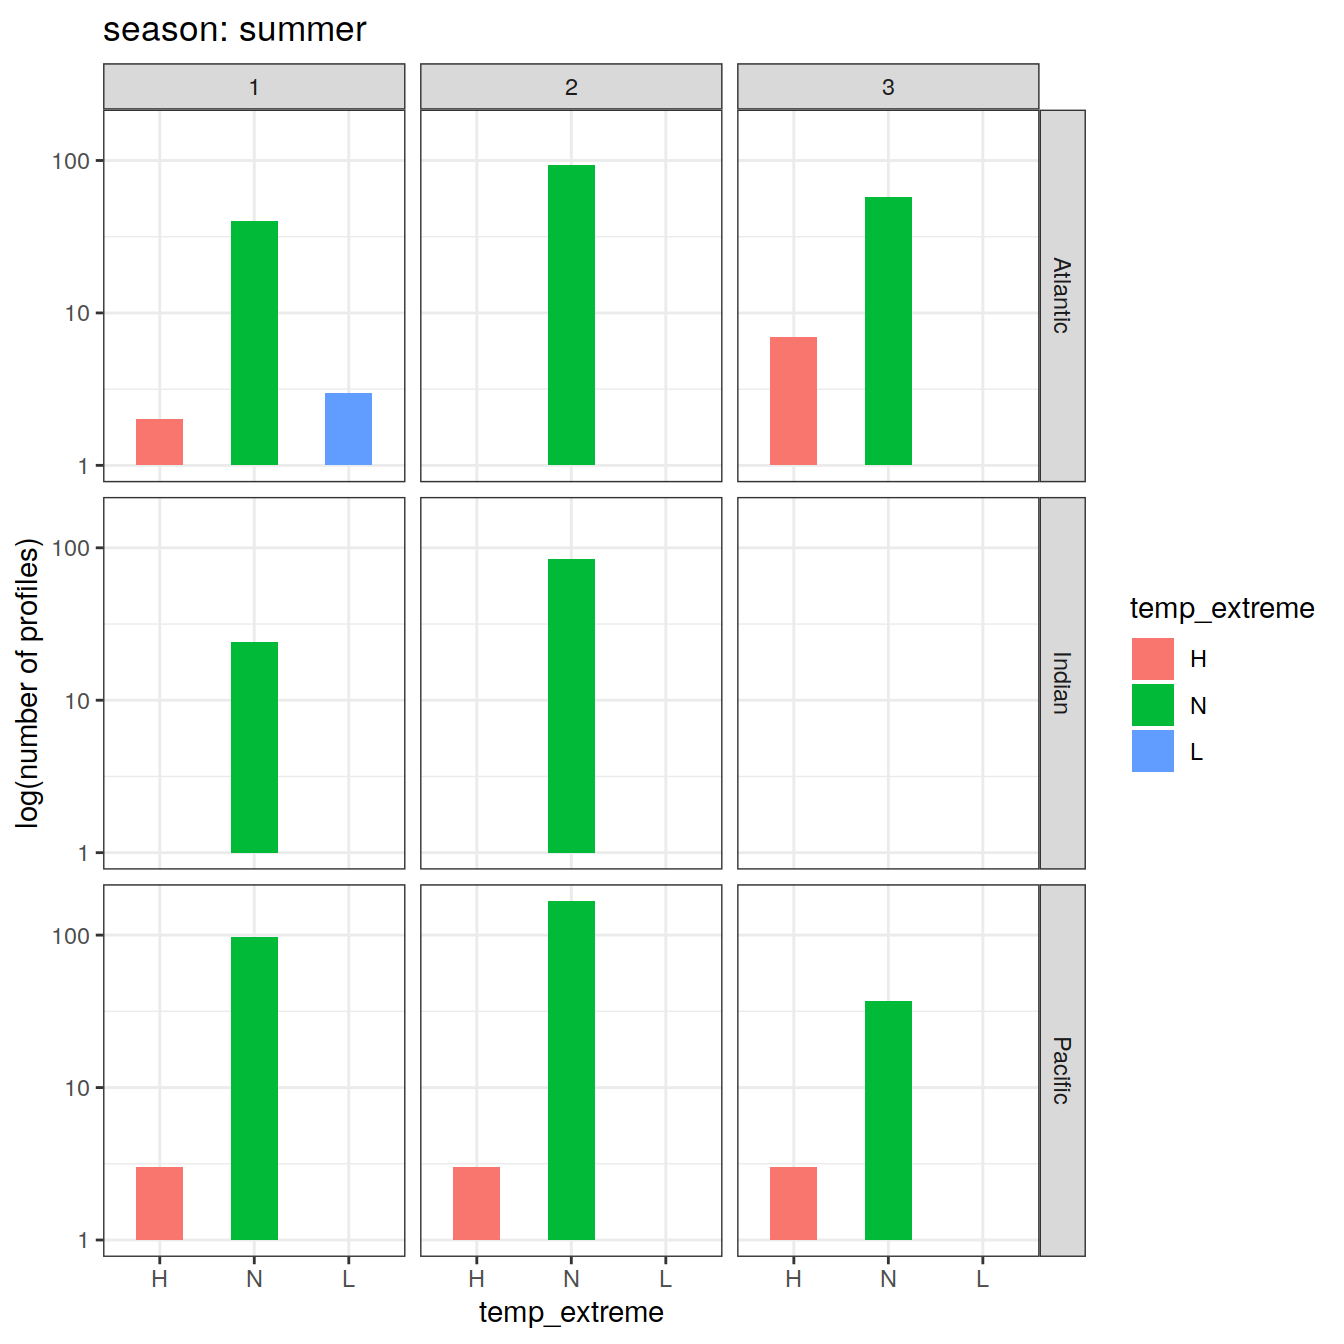 season: summer
1 2 3
100
10
1
Atlantic
100
10
1
Indian
100
10
1
Pacific
log(number of profiles)
H N L H N L H N L
temp_extreme
temp_extreme
H
N
L